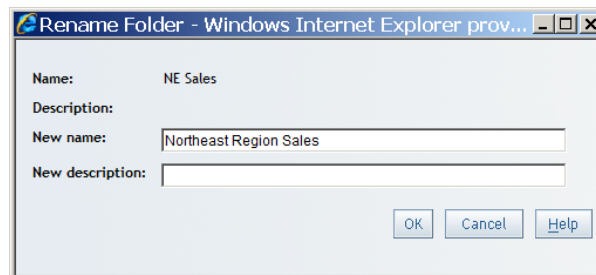 Rename Folder - Windows Internet Explorer prov...
Name: NE Sales
Description:
New name: Northeast Region Sales
New description:
OK Cancel Help